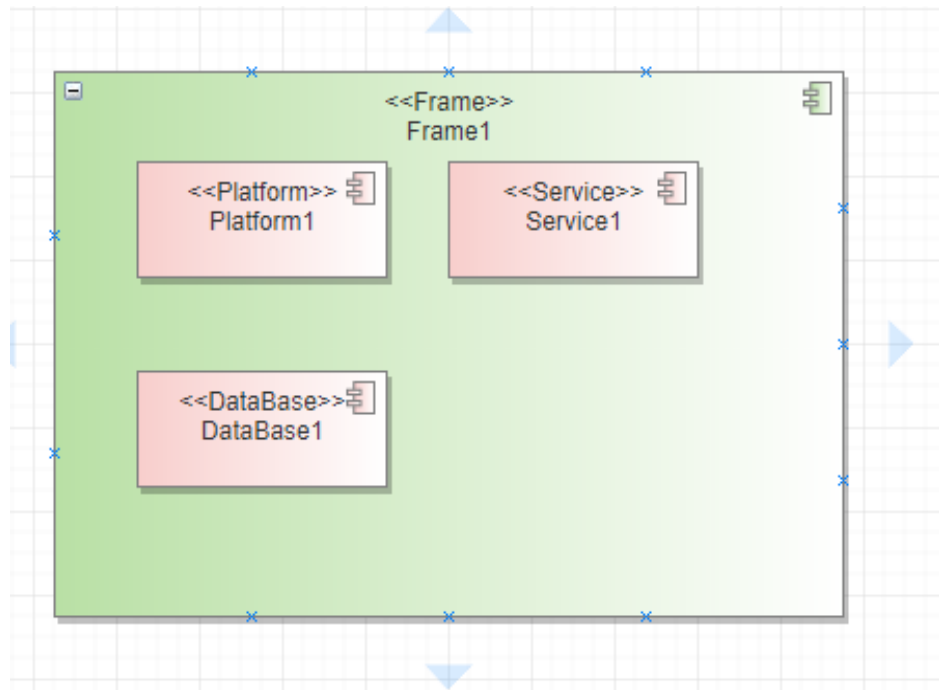 <<Frame>>
Frame1
<<Platform>>
Platform1
<<Service>>
Service1
<<DataBase>>
DataBase1